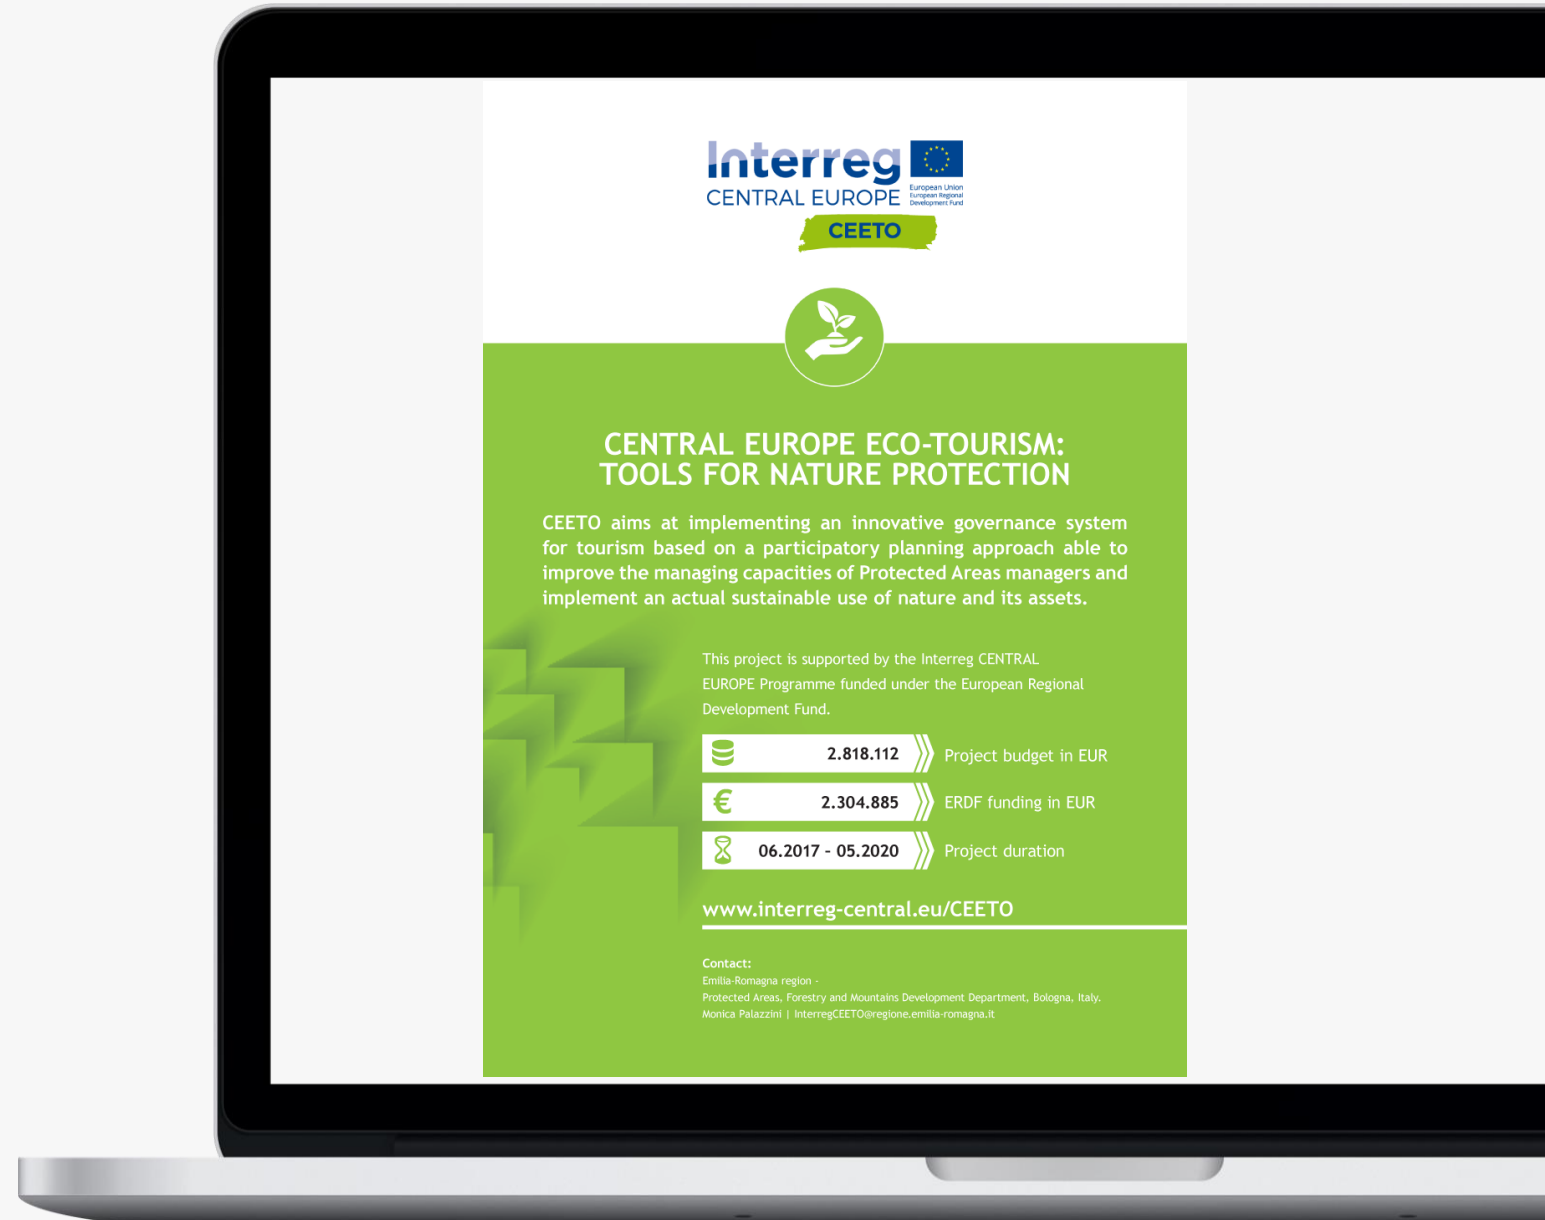 Interreg
CENTRAL EUROPE
European Union
European Regional
Development Fund
CEETO
CENTRAL EUROPE ECO-TOURISM:
TOOLS FOR NATURE PROTECTION
CEETO aims at implementing an innovative governance system
for tourism based on a participatory planning approach able to
improve the managing capacities of Protected Areas managers and
implement an actual sustainable use of nature and its assets.
This project is supported by the Interreg CENTRAL
EUROPE Programme funded under the European Regional
Development Fund.
2.818.112 Project budget in EUR
€ 2.304.885 ERDF funding in EUR
06.2017 - 05.2020 Project duration
www.interreg-central.eu/CEETO
Contact:
Emilia-Romagna region -
Protected Areas, Forestry and Mountains Development Department, Bologna, Italy.
Monica Palazzini | InterregCEETO@regione.emilia-romagna.it